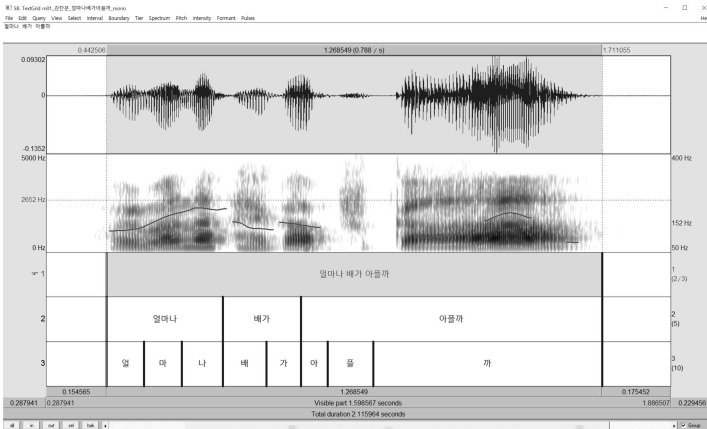 58. TextGrid m01_강한문_얼마나배가아플까_mono
File Edit Query View Select Interval Boundary Tier Spectrum Pitch Intensity Formant Pulses
얼마나 배가 아플까
0.442506 1.268549 (0.788 / s) 1.711055
0.09302
0
-0.1352
5000 Hz 400 Hz
2652 Hz
152 Hz
0 Hz 50 Hz
1 얼마나 배가 아플까 1 (2/3)
2 얼마나 배가 아플까 2 (5)
3 얼 마 나 배 가 아 플 까 3 (10)
0.154565 1.268549 0.175452
0.287941 0.287941 Visible part 1.598567 seconds 1.886507 0.229456
Total duration 2.115964 seconds
all in out sel bak Group